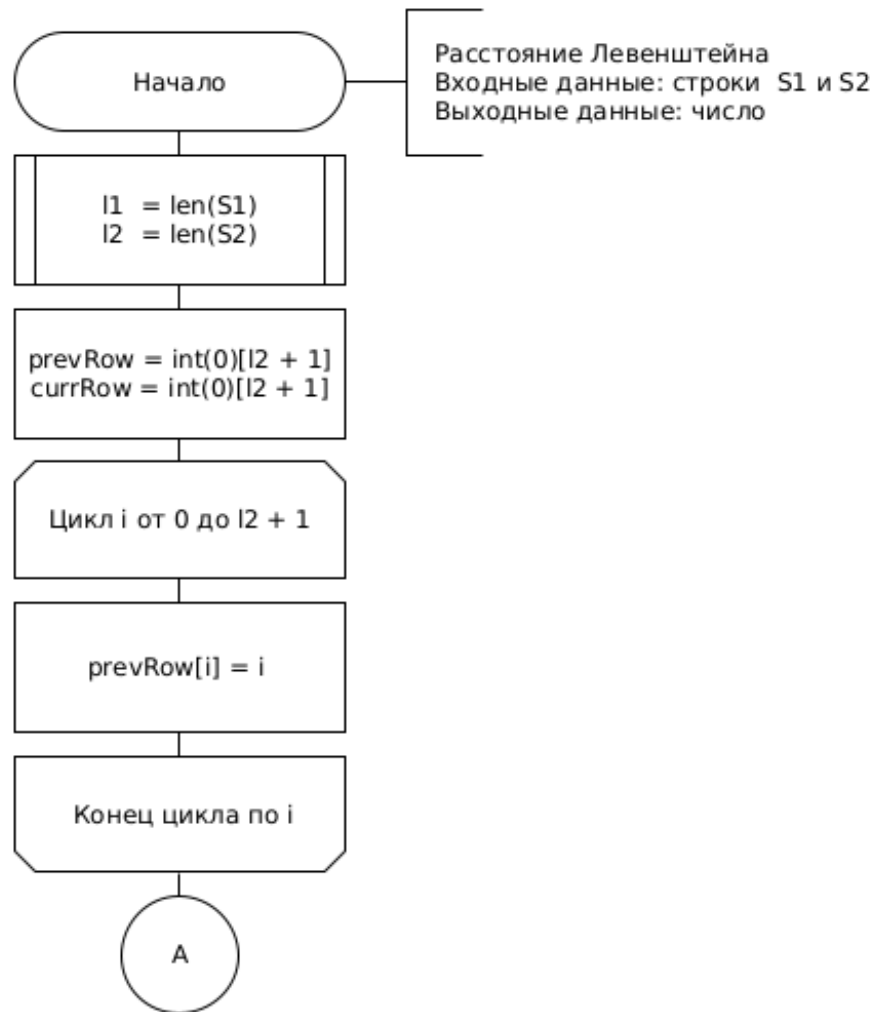 Начало
Расстояние Левенштейна
Входные данные: строки S1 и S2
Выходные данные: число
l1 = len(S1)
l2 = len(S2)
prevRow = int(0)[l2 + 1]
currRow = int(0)[l2 + 1]
Цикл i от 0 до l2 + 1
prevRow[i] = i
Конец цикла по i
A